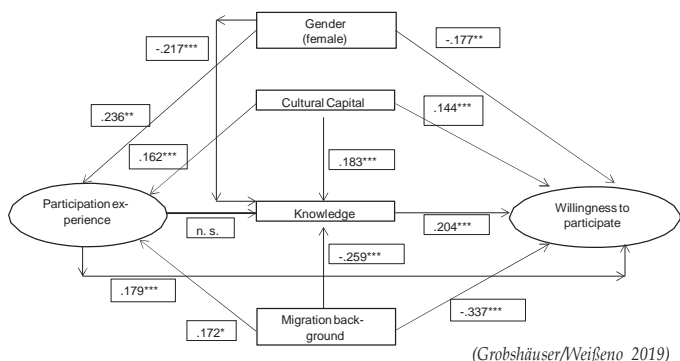 Gender
(female)
-.217***
-.177**
Cultural Capital
.236**
.144***
.162***
.183***
Participation ex-
perience
Knowledge
Willingness to
participate
n. s.
.204***
-.259***
.179***
-.337***
.172*
Migration back-
ground
(Grobshäuser/Weißeno 2019)